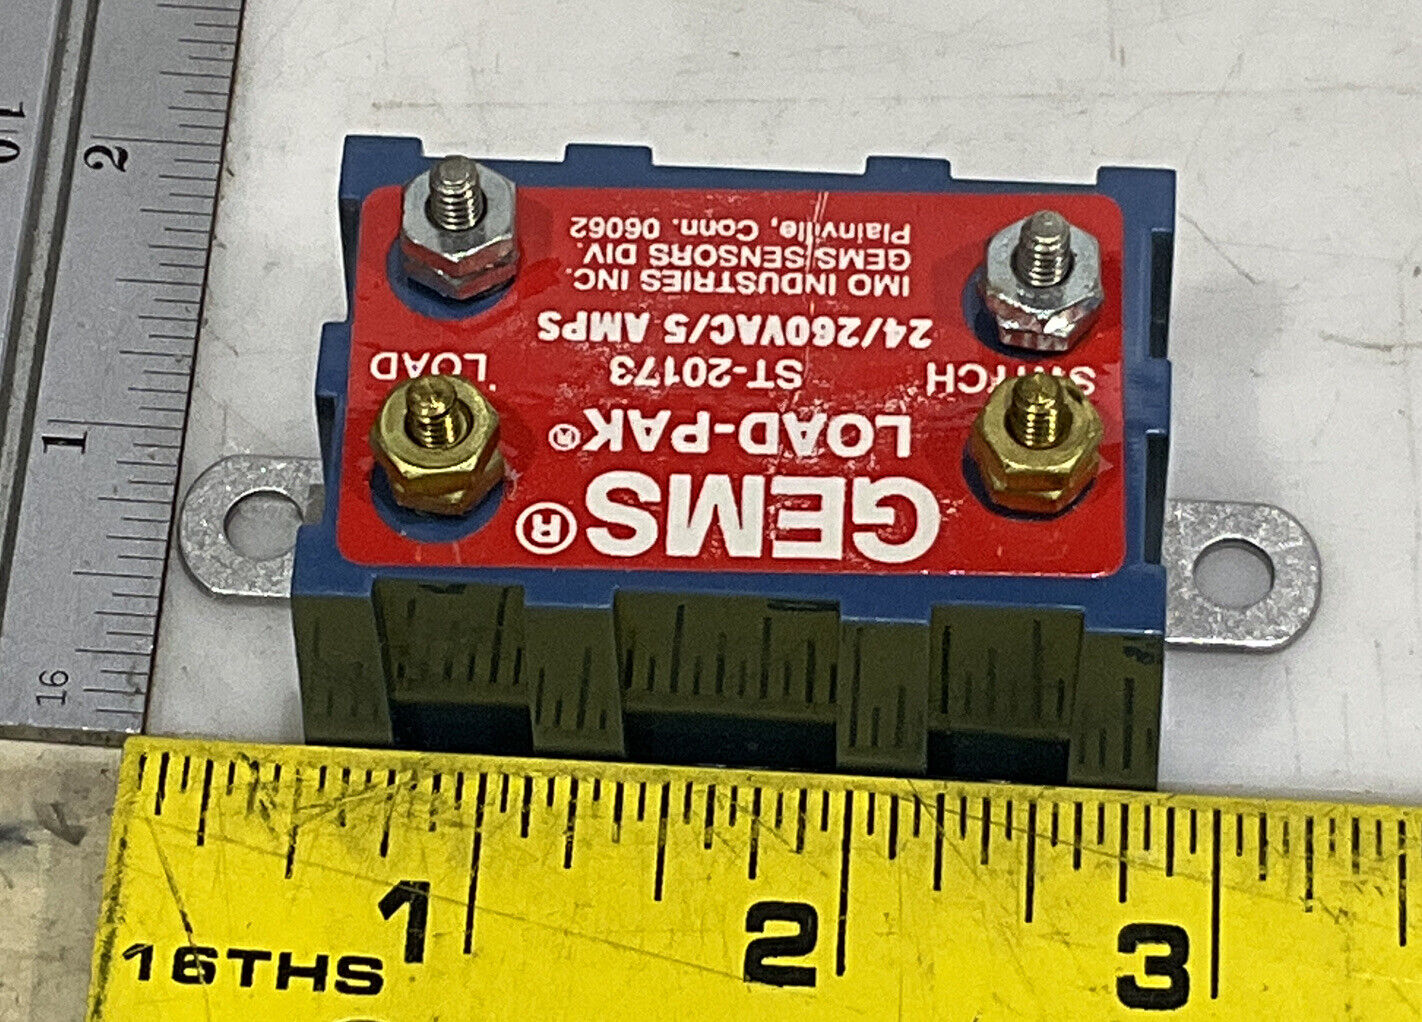 GEMS®
LOAD-PAK®
ST-20173
SWITCH
LOAD
24/260VAC/5 AMPS
IMO INDUSTRIES INC.
GEMS SENSORS DIV.
Plainville, Conn. 06062
2
1
16
1
2
3
16THS